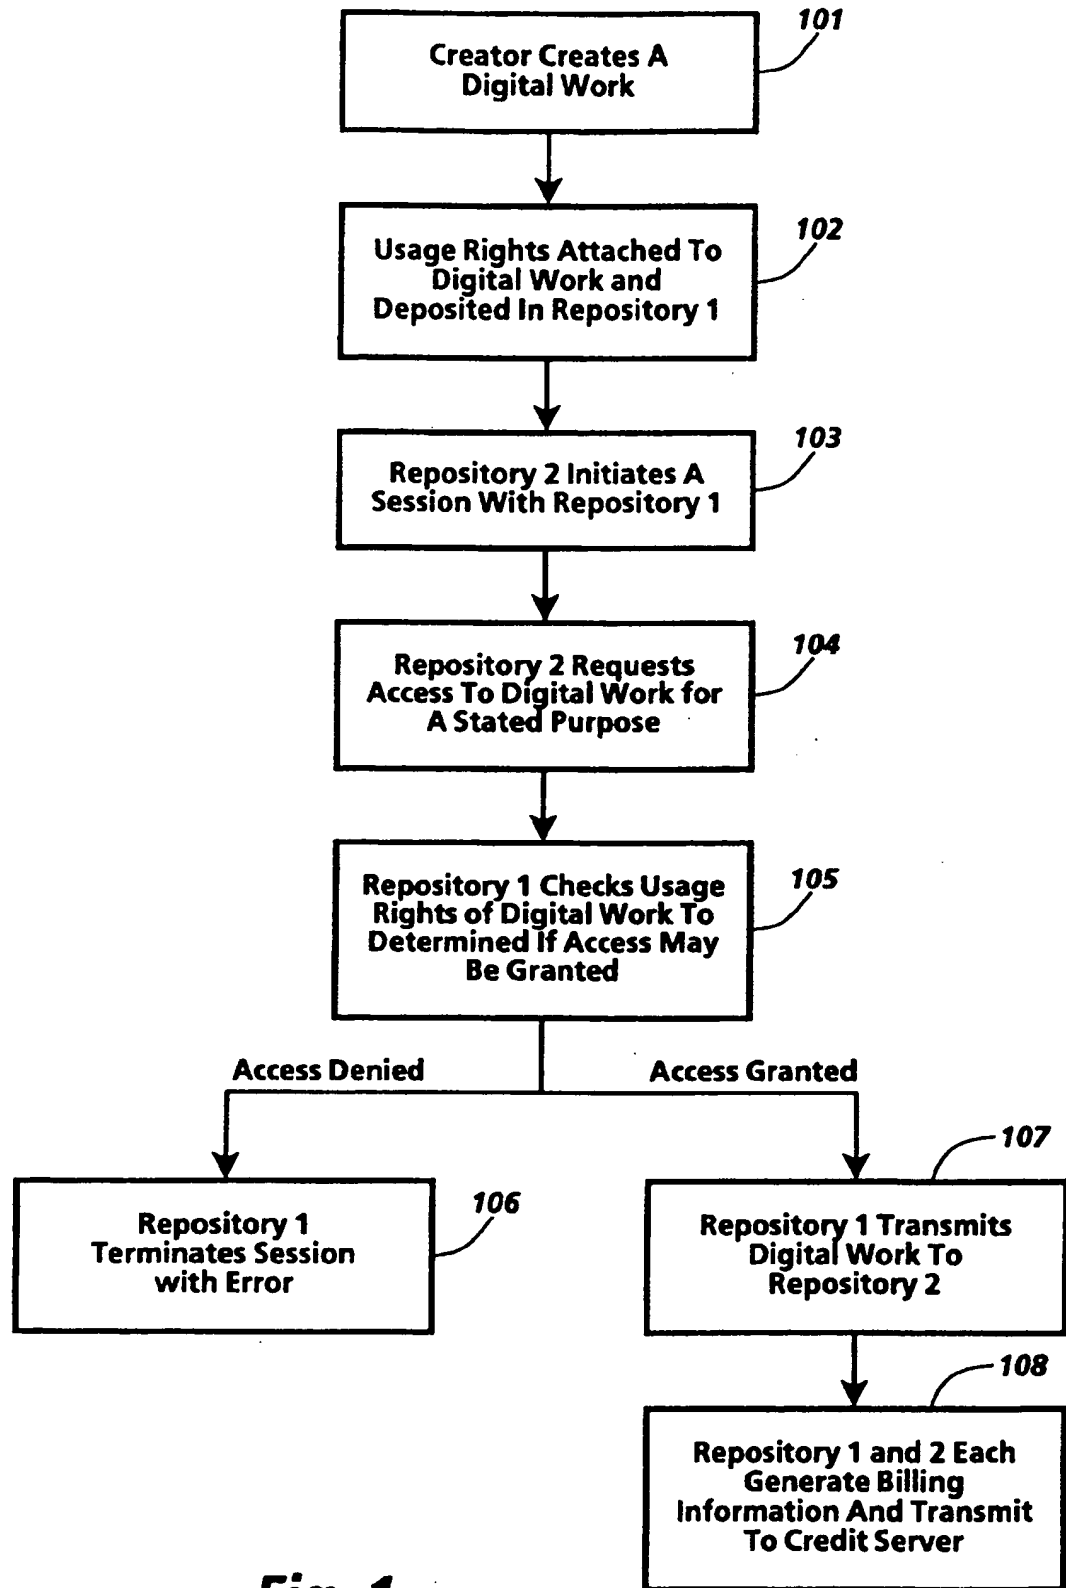 101
Creator Creates A
Digital Work
102
Usage Rights Attached To
Digital Work and
Deposited In Repository 1
103
Repository 2 Initiates A
Session With Repository 1
104
Repository 2 Requests
Access To Digital Work for
A Stated Purpose
105
Repository 1 Checks Usage
Rights of Digital Work To
Determined If Access May
Be Granted
Access Denied
Access Granted
106
Repository 1
Terminates Session
with Error
107
Repository 1 Transmits
Digital Work To
Repository 2
108
Repository 1 and 2 Each
Generate Billing
Information And Transmit
To Credit Server
Fig. 1